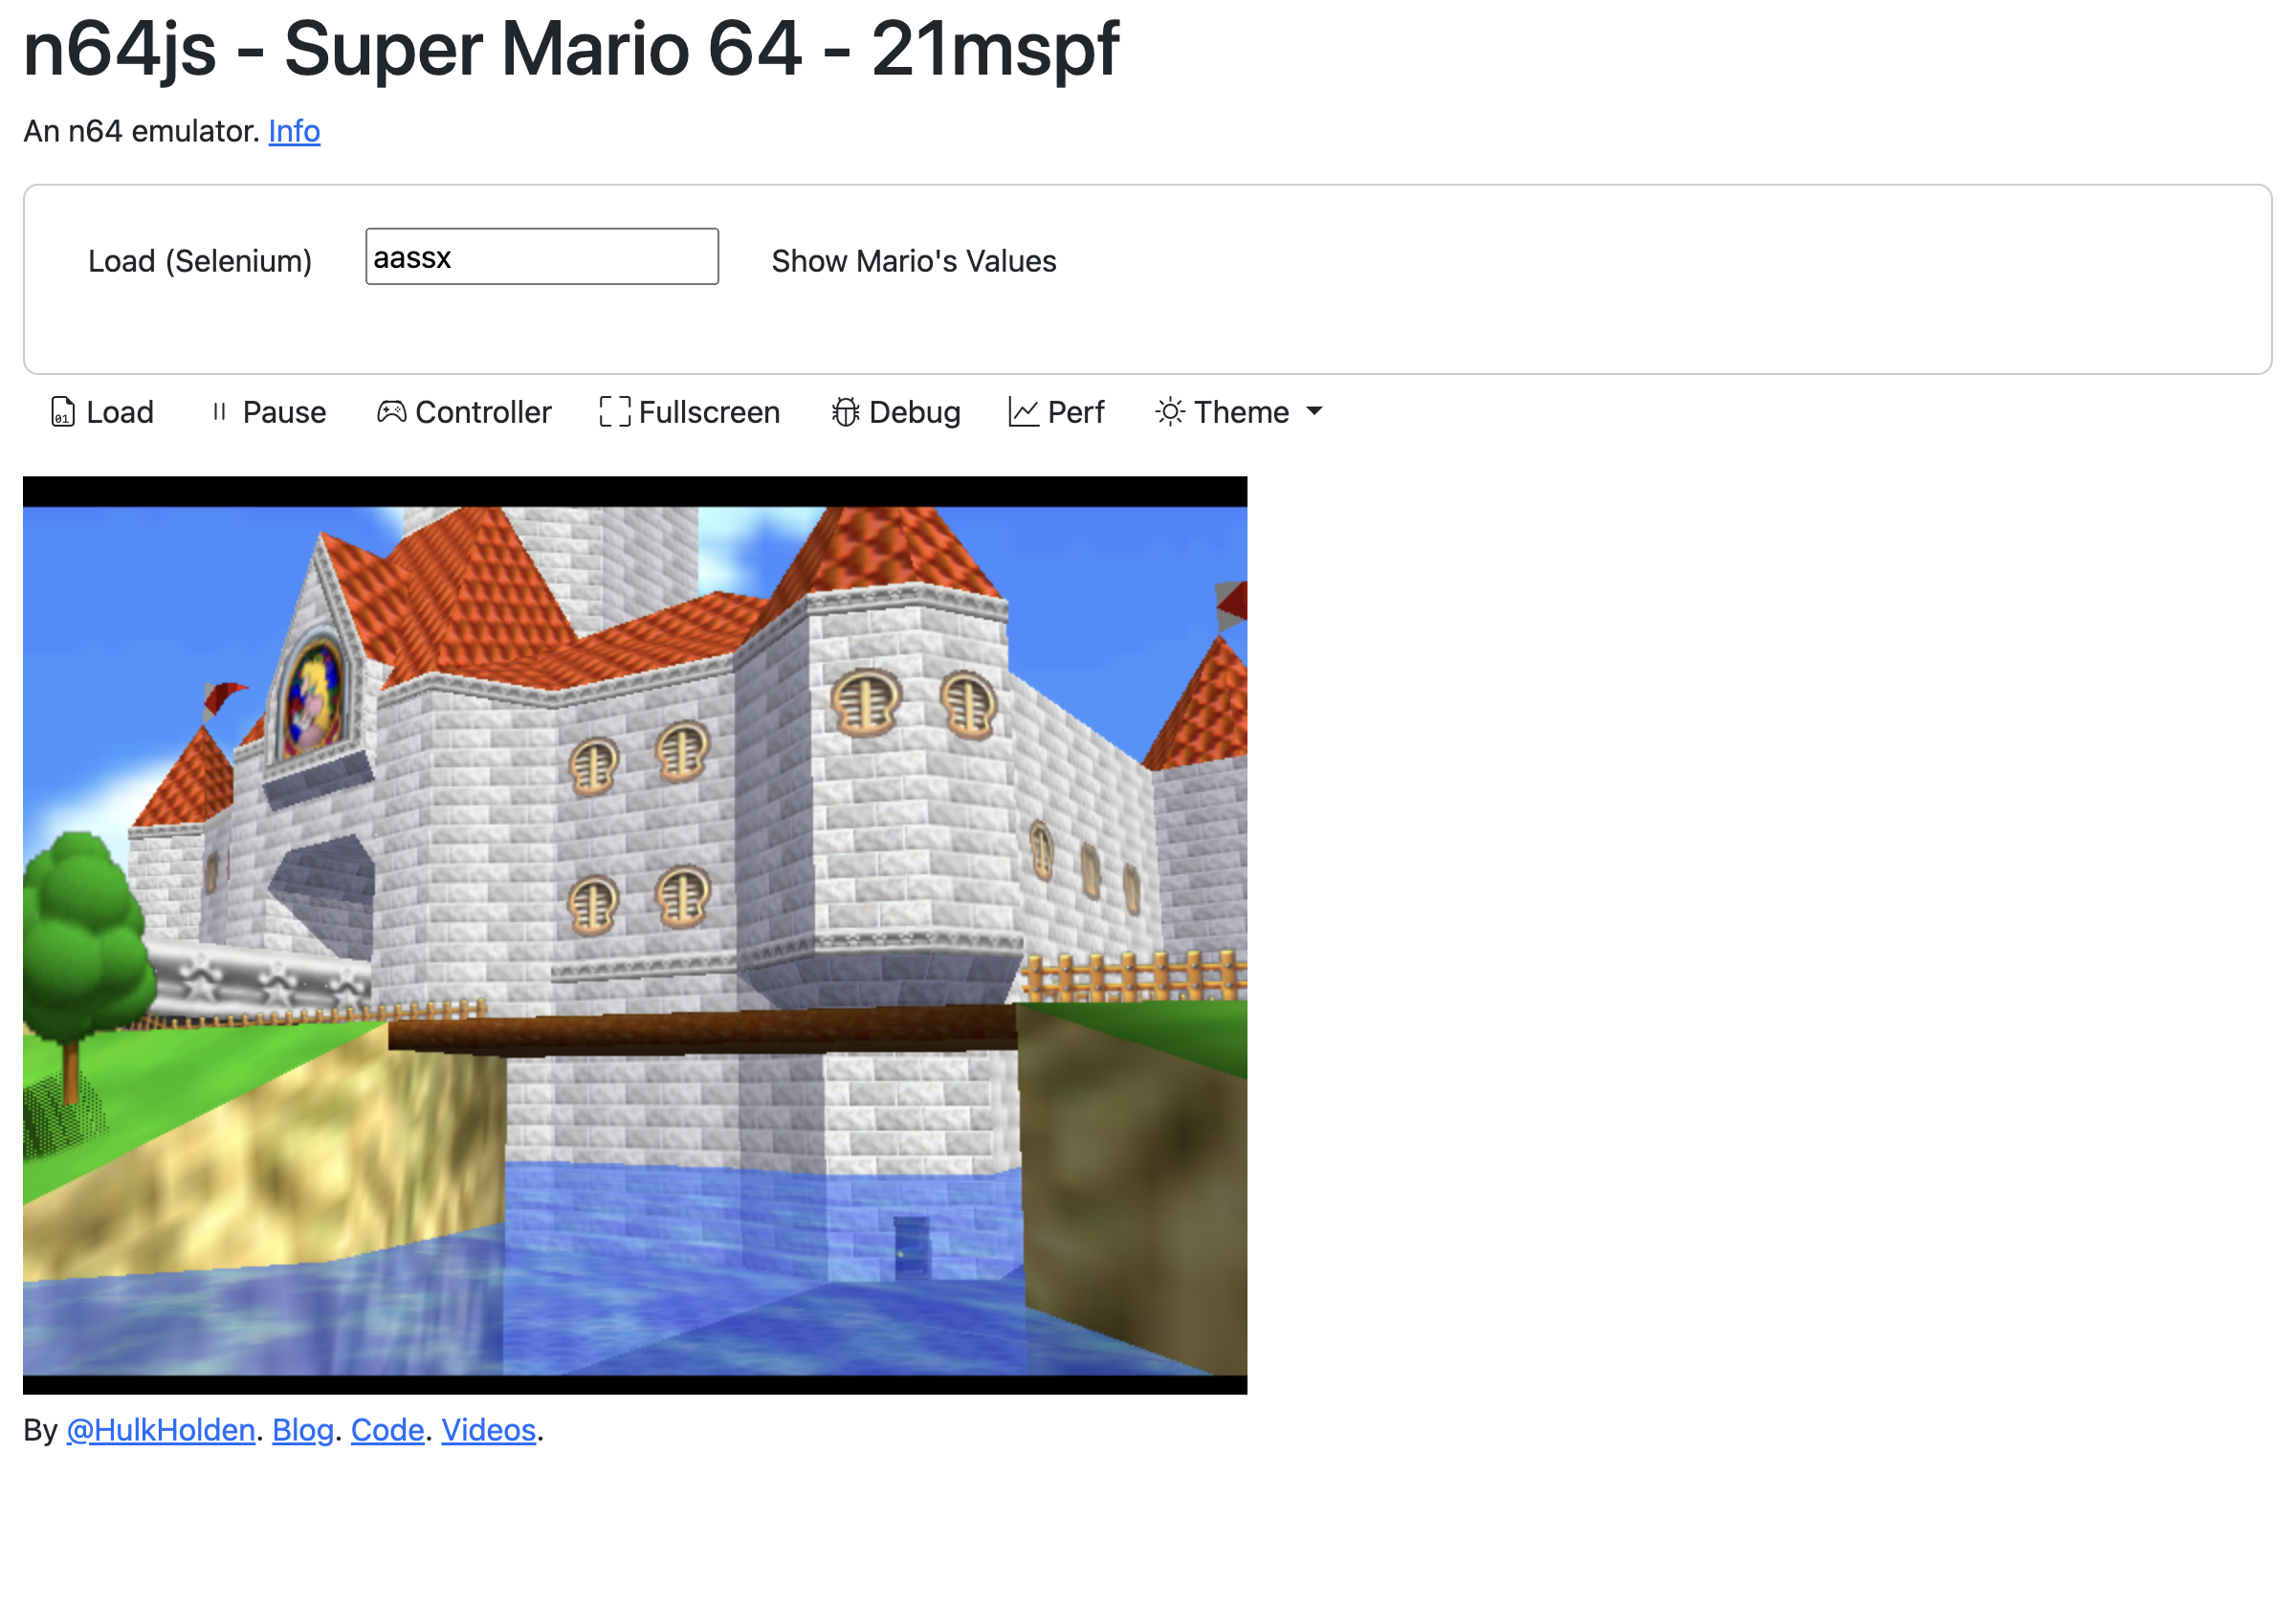 n64js - Super Mario 64 - 21mspf
An n64 emulator. Info
Load (Selenium) aassx Show Mario's Values
01 Load Pause Controller Fullscreen Debug Perf Theme
By @HulkHolden. Blog. Code. Videos.